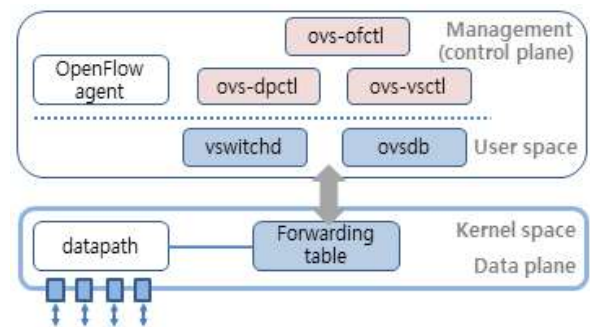 ovs-ofctl
Management
(control plane)
OpenFlow
agent
ovs-dpctl
ovs-vsctl
vswitchd
ovsdb
User space
datapath
Forwarding
table
Kernel space
Data plane